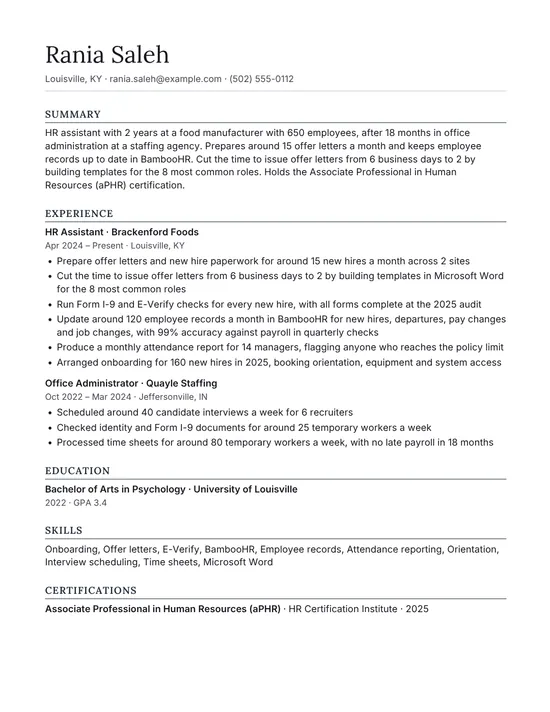 Rania Saleh
Louisville, KY · rania.saleh@example.com · (502) 555-0112
SUMMARY
HR assistant with 2 years at a food manufacturer with 650 employees, after 18 months in office
administration at a staffing agency. Prepares around 15 offer letters a month and keeps employee
records up to date in BambooHR. Cut the time to issue offer letters from 6 business days to 2 by
building templates for the 8 most common roles. Holds the Associate Professional in Human
Resources (aPHR) certification.
EXPERIENCE
HR Assistant · Brackenford Foods
Apr 2024 – Present · Louisville, KY
• Prepare offer letters and new hire paperwork for around 15 new hires a month across 2 sites
• Cut the time to issue offer letters from 6 business days to 2 by building templates in Microsoft Word
for the 8 most common roles
• Run Form I-9 and E-Verify checks for every new hire, with all forms complete at the 2025 audit
• Update around 120 employee records a month in BambooHR for new hires, departures, pay changes
and job changes, with 99% accuracy against payroll in quarterly checks
• Produce a monthly attendance report for 14 managers, flagging anyone who reaches the policy limit
• Arranged onboarding for 160 new hires in 2025, booking orientation, equipment and system access
Office Administrator · Quayle Staffing
Oct 2022 – Mar 2024 · Jeffersonville, IN
• Scheduled around 40 candidate interviews a week for 6 recruiters
• Checked identity and Form I-9 documents for around 25 temporary workers a week
• Processed time sheets for around 80 temporary workers a week, with no late payroll in 18 months
EDUCATION
Bachelor of Arts in Psychology · University of Louisville
2022 · GPA 3.4
SKILLS
Onboarding, Offer letters, E-Verify, BambooHR, Employee records, Attendance reporting, Orientation,
Interview scheduling, Time sheets, Microsoft Word
CERTIFICATIONS
Associate Professional in Human Resources (aPHR) · HR Certification Institute · 2025